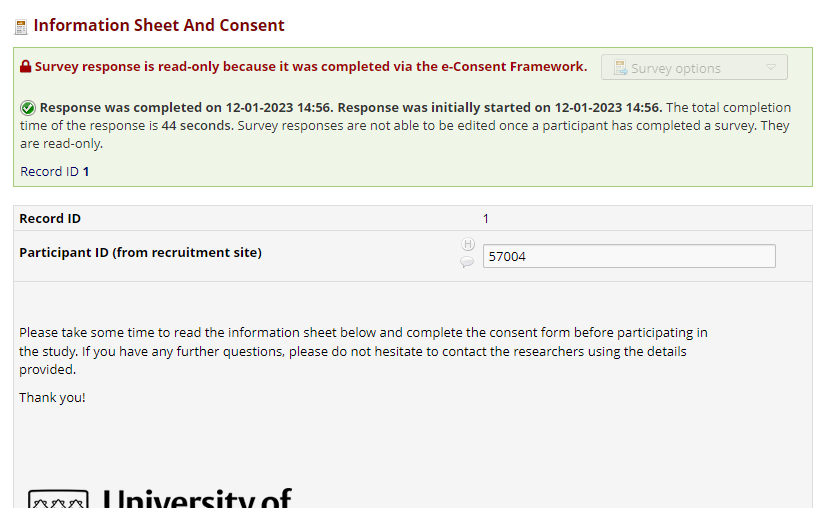 Information Sheet And Consent
Survey response is read-only because it was completed via the e-Consent Framework.
Survey options
Response was completed on 12-01-2023 14:56. Response was initially started on 12-01-2023 14:56. The total completion
time of the response is 44 seconds. Survey responses are not able to be edited once a participant has completed a survey. They
are read-only.
Record ID 1
Record ID 1
Participant ID (from recruitment site)
H
57004
Please take some time to read the information sheet below and complete the consent form before participating in
the study. If you have any further questions, please do not hesitate to contact the researchers using the details
provided.
Thank you!
University of